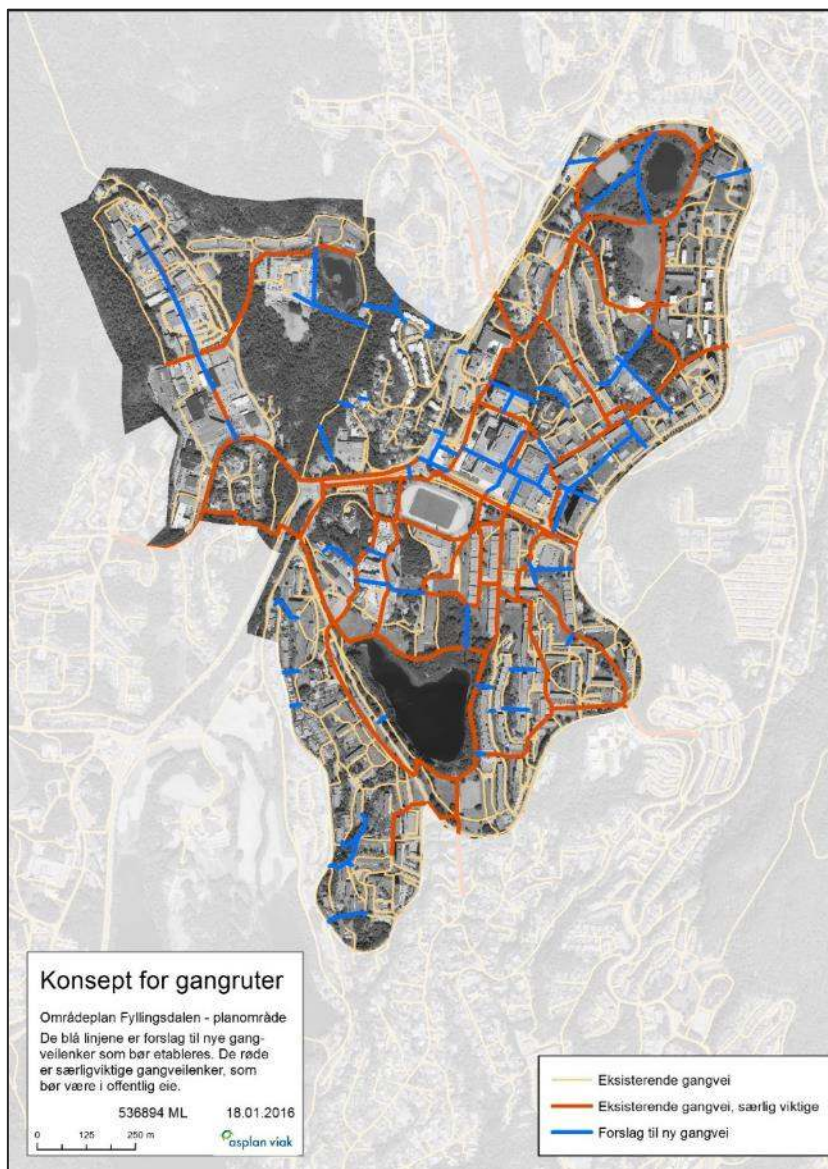 Konsept for gangruter
Områdeplan Fyllingsdalen - planområde
De blå linjene er forslag til nye gang-
veilenker som bør etableres. De røde
er særligviktige gangveilenker, som
bør være i offentlig eie.
536894 ML 18.01.2016
0 125 250 m
asplan viak
Eksisterende gangvei
Eksisterende gangvei, særlig viktige
Forslag til ny gangvei